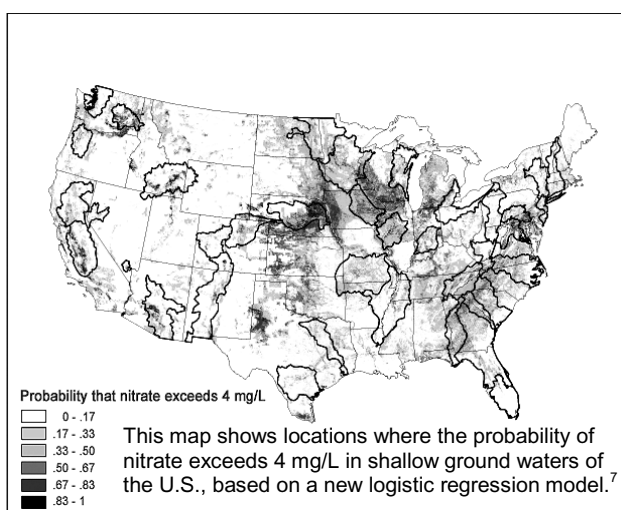 Probability that nitrate exceeds 4 mg/L
0 - .17
.17 - .33
.33 - .50
.50 - .67
.67 - .83
.83 - 1
This map shows locations where the probability of
nitrate exceeds 4 mg/L in shallow ground waters of
the U.S., based on a new logistic regression model.7